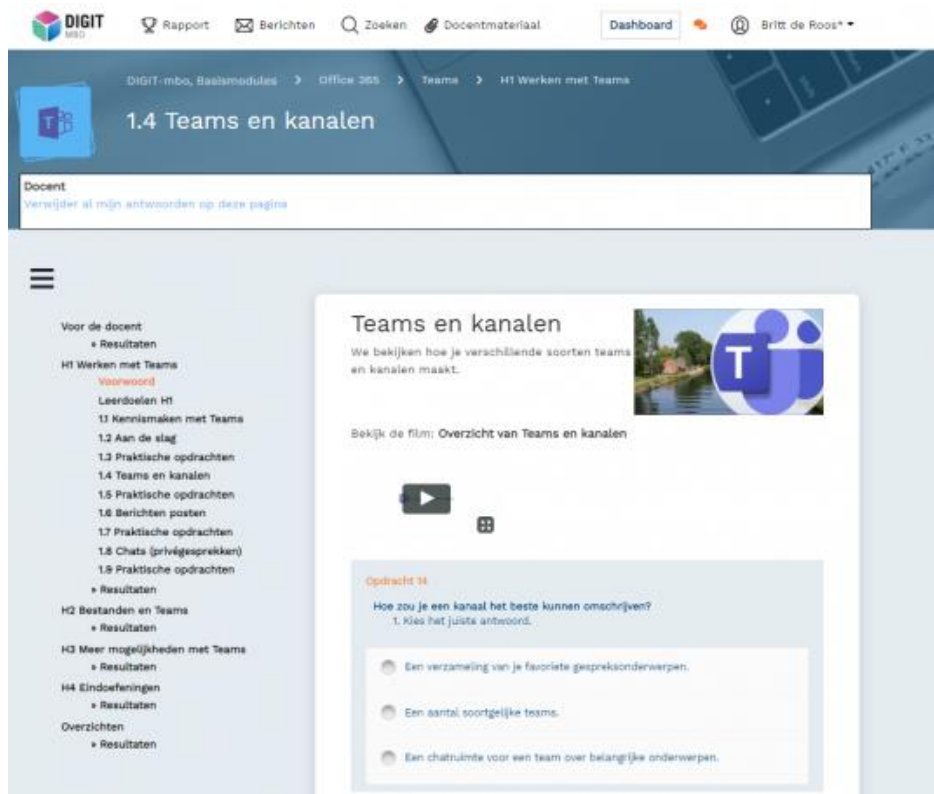 DIGIT
MBO
Rapport
Berichten
Zoeken
Docentmateriaal
Dashboard
Britt de Roos*
DIGIT-mbo, Basismodules > Office 365 > Teams > H1 Werken met Teams
1.4 Teams en kanalen
Docent
Verwijder al mijn antwoorden op deze pagina
Voor de docent
» Resultaten
H1 Werken met Teams
Voorwoord
Leerdoelen H1
1.1 Kennismaken met Teams
1.2 Aan de slag
1.3 Praktische opdrachten
1.4 Teams en kanalen
1.5 Praktische opdrachten
1.6 Berichten posten
1.7 Praktische opdrachten
1.8 Chats (privégesprekken)
1.9 Praktische opdrachten
» Resultaten
H2 Bestanden en Teams
» Resultaten
H3 Meer mogelijkheden met Teams
» Resultaten
H4 Eindoefeningen
» Resultaten
Overzichten
» Resultaten
Teams en kanalen
We bekijken hoe je verschillende soorten teams
en kanalen maakt.
T
Bekijk de film: Overzicht van Teams en kanalen
Opdracht 14
Hoe zou je een kanaal het beste kunnen omschrijven?
1. Kies het juiste antwoord.
Een verzameling van je favoriete gespreksonderwerpen.
Een aantal soortgelijke teams.
Een chatruimte voor een team over belangrijke onderwerpen.